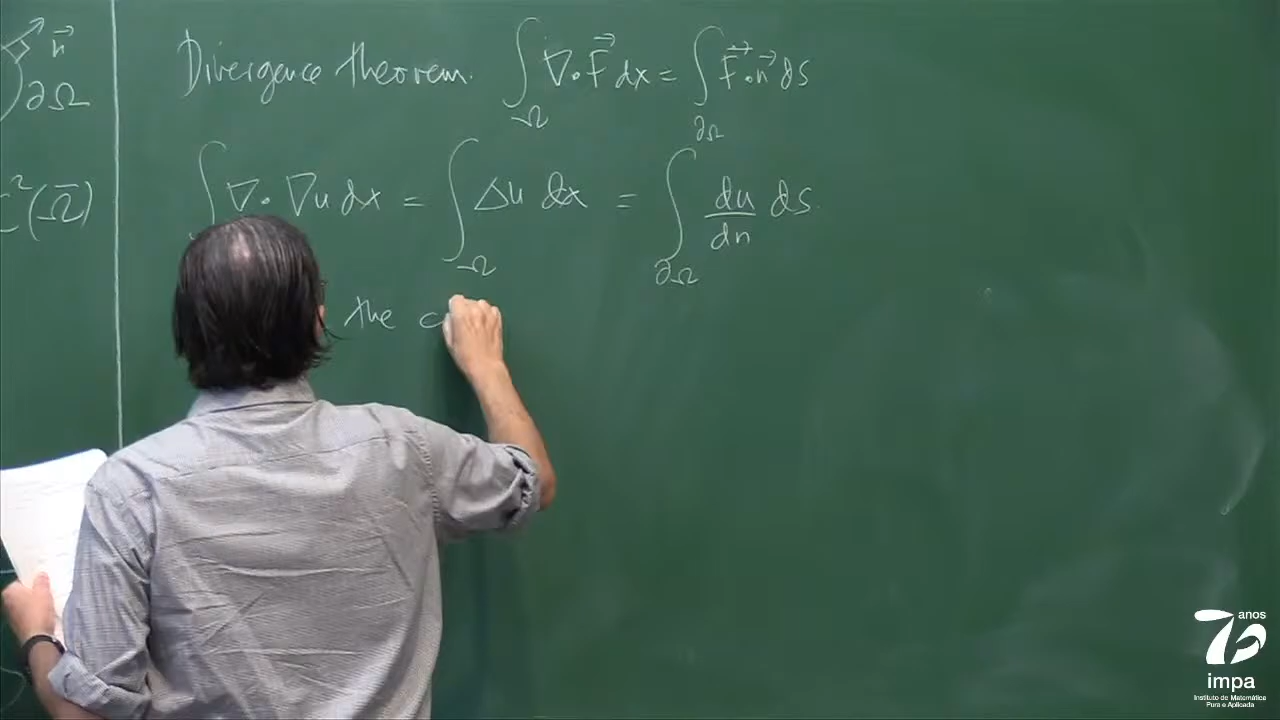 n⃗
∂Ω
C²(Ω̅)
Divergence theorem. ∫_Ω ∇·F⃗ dx = ∫_∂Ω F⃗·n⃗ ds
∫ ∇·∇u dx = ∫_Ω Δu dx = ∫_∂Ω du/dn ds.
the
70 anos
impa
Instituto de Matemática
Pura e Aplicada